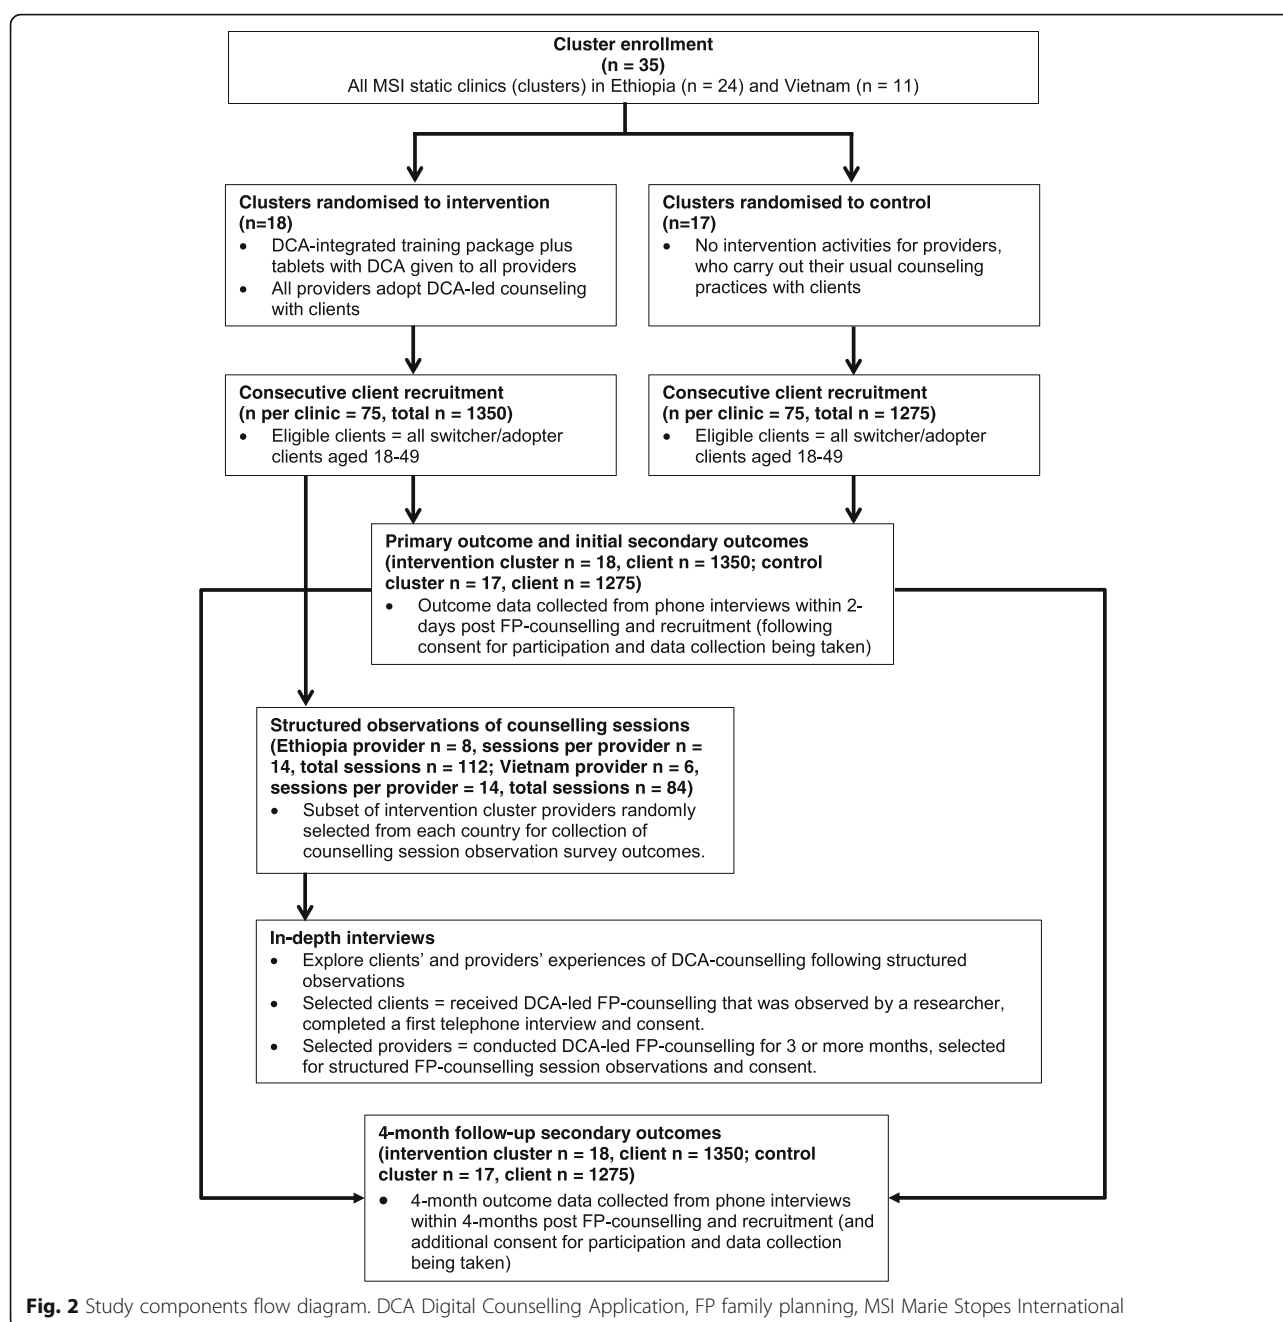 Cluster enrollment
(n = 35)
All MSI static clinics (clusters) in Ethiopia (n = 24) and Vietnam (n = 11)
Clusters randomised to intervention
(n=18)
• DCA-integrated training package plus
tablets with DCA given to all providers
• All providers adopt DCA-led counseling
with clients
Clusters randomised to control
(n=17)
• No intervention activities for providers,
who carry out their usual counseling
practices with clients
Consecutive client recruitment
(n per clinic = 75, total n = 1350)
• Eligible clients = all switcher/adopter
clients aged 18-49
Consecutive client recruitment
(n per clinic = 75, total n = 1275)
• Eligible clients = all switcher/adopter
clients aged 18-49
Primary outcome and initial secondary outcomes
(intervention cluster n = 18, client n = 1350; control
cluster n = 17, client n = 1275)
• Outcome data collected from phone interviews within 2-
days post FP-counselling and recruitment (following
consent for participation and data collection being taken)
Structured observations of counselling sessions
(Ethiopia provider n = 8, sessions per provider n =
14, total sessions n = 112; Vietnam provider n = 6,
sessions per provider = 14, total sessions n = 84)
• Subset of intervention cluster providers randomly
selected from each country for collection of
counselling session observation survey outcomes.
In-depth interviews
• Explore clients' and providers' experiences of DCA-counselling following structured
observations
• Selected clients = received DCA-led FP-counselling that was observed by a researcher,
completed a first telephone interview and consent.
• Selected providers = conducted DCA-led FP-counselling for 3 or more months, selected
for structured FP-counselling session observations and consent.
4-month follow-up secondary outcomes
(intervention cluster n = 18, client n = 1350; control
cluster n = 17, client n = 1275)
• 4-month outcome data collected from phone interviews
within 4-months post FP-counselling and recruitment (and
additional consent for participation and data collection
being taken)
Fig. 2 Study components flow diagram. DCA Digital Counselling Application, FP family planning, MSI Marie Stopes International